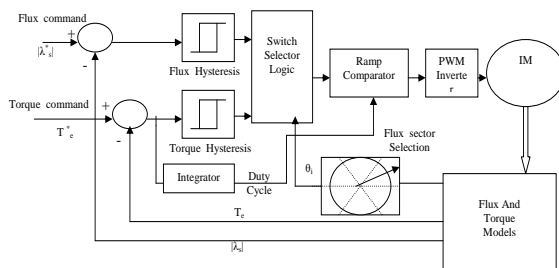 Flux command
+
|λ*s|
-
Flux Hysteresis
Switch
Selector
Logic
Ramp
Comparator
PWM
Inverte
r
IM
Torque command
+
T*e
-
Torque Hysteresis
Integrator
Duty
Cycle
θi
Flux sector
Selection
Te
|λs|
Flux And
Torque
Models